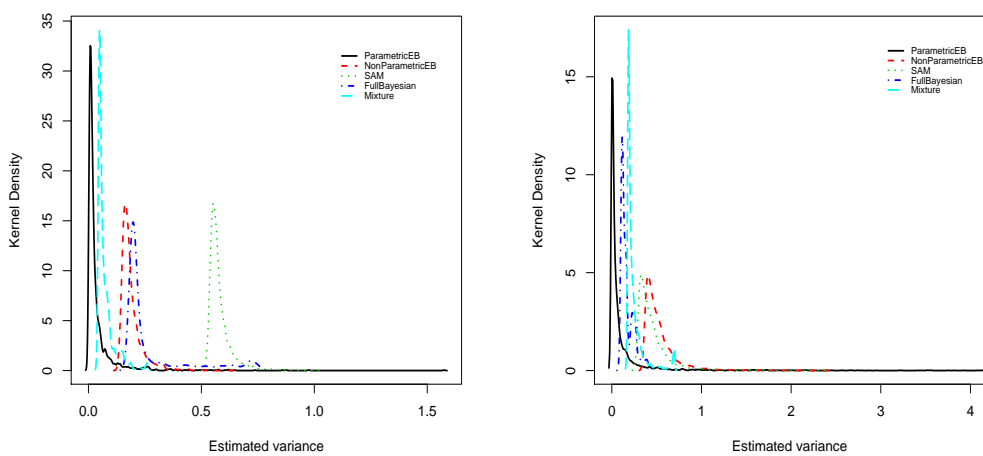 35
30
25
20
15
10
5
0
Kernel Density
ParametricEB
NonParametricEB
SAM
FullBayesian
Mixture
0.0 0.5 1.0 1.5
Estimated variance
15
10
5
0
Kernel Density
ParametricEB
NonParametricEB
SAM
FullBayesian
Mixture
0 1 2 3 4
Estimated variance